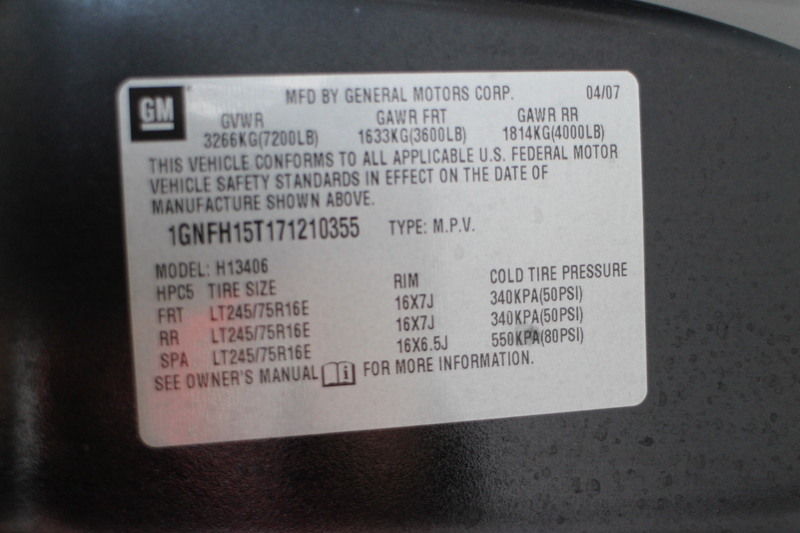 GM
MFD BY GENERAL MOTORS CORP. 04/07
GVWR GAWR FRT GAWR RR
3266KG(7200LB) 1633KG(3600LB) 1814KG(4000LB)
THIS VEHICLE CONFORMS TO ALL APPLICABLE U.S. FEDERAL MOTOR
VEHICLE SAFETY STANDARDS IN EFFECT ON THE DATE OF
MANUFACTURE SHOWN ABOVE.
1GNFH15T171210355 TYPE: M.P.V.
MODEL: H13406
HPC5 TIRE SIZE RIM COLD TIRE PRESSURE
FRT LT245/75R16E 16X7J 340KPA(50PSI)
RR LT245/75R16E 16X7J 340KPA(50PSI)
SPA LT245/75R16E 16X6.5J 550KPA(80PSI)
SEE OWNER'S MANUAL i FOR MORE INFORMATION.